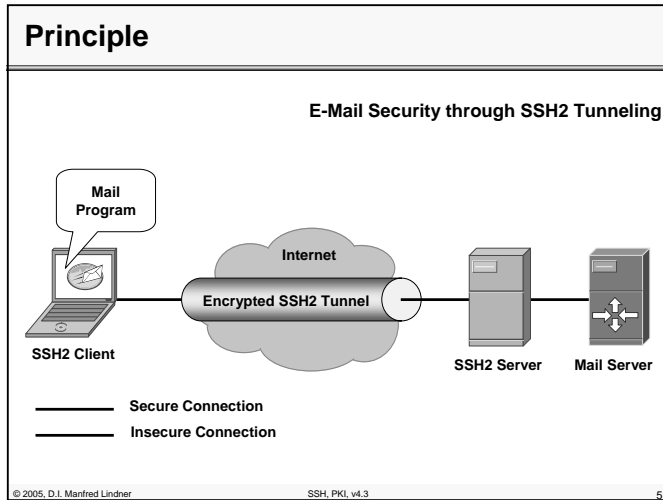 Principle
E-Mail Security through SSH2 Tunneling
Mail
Program
Internet
Encrypted SSH2 Tunnel
SSH2 Client
SSH2 Server
Mail Server
Secure Connection
Insecure Connection
© 2005, D.I. Manfred Lindner
SSH, PKI, v4.3
5